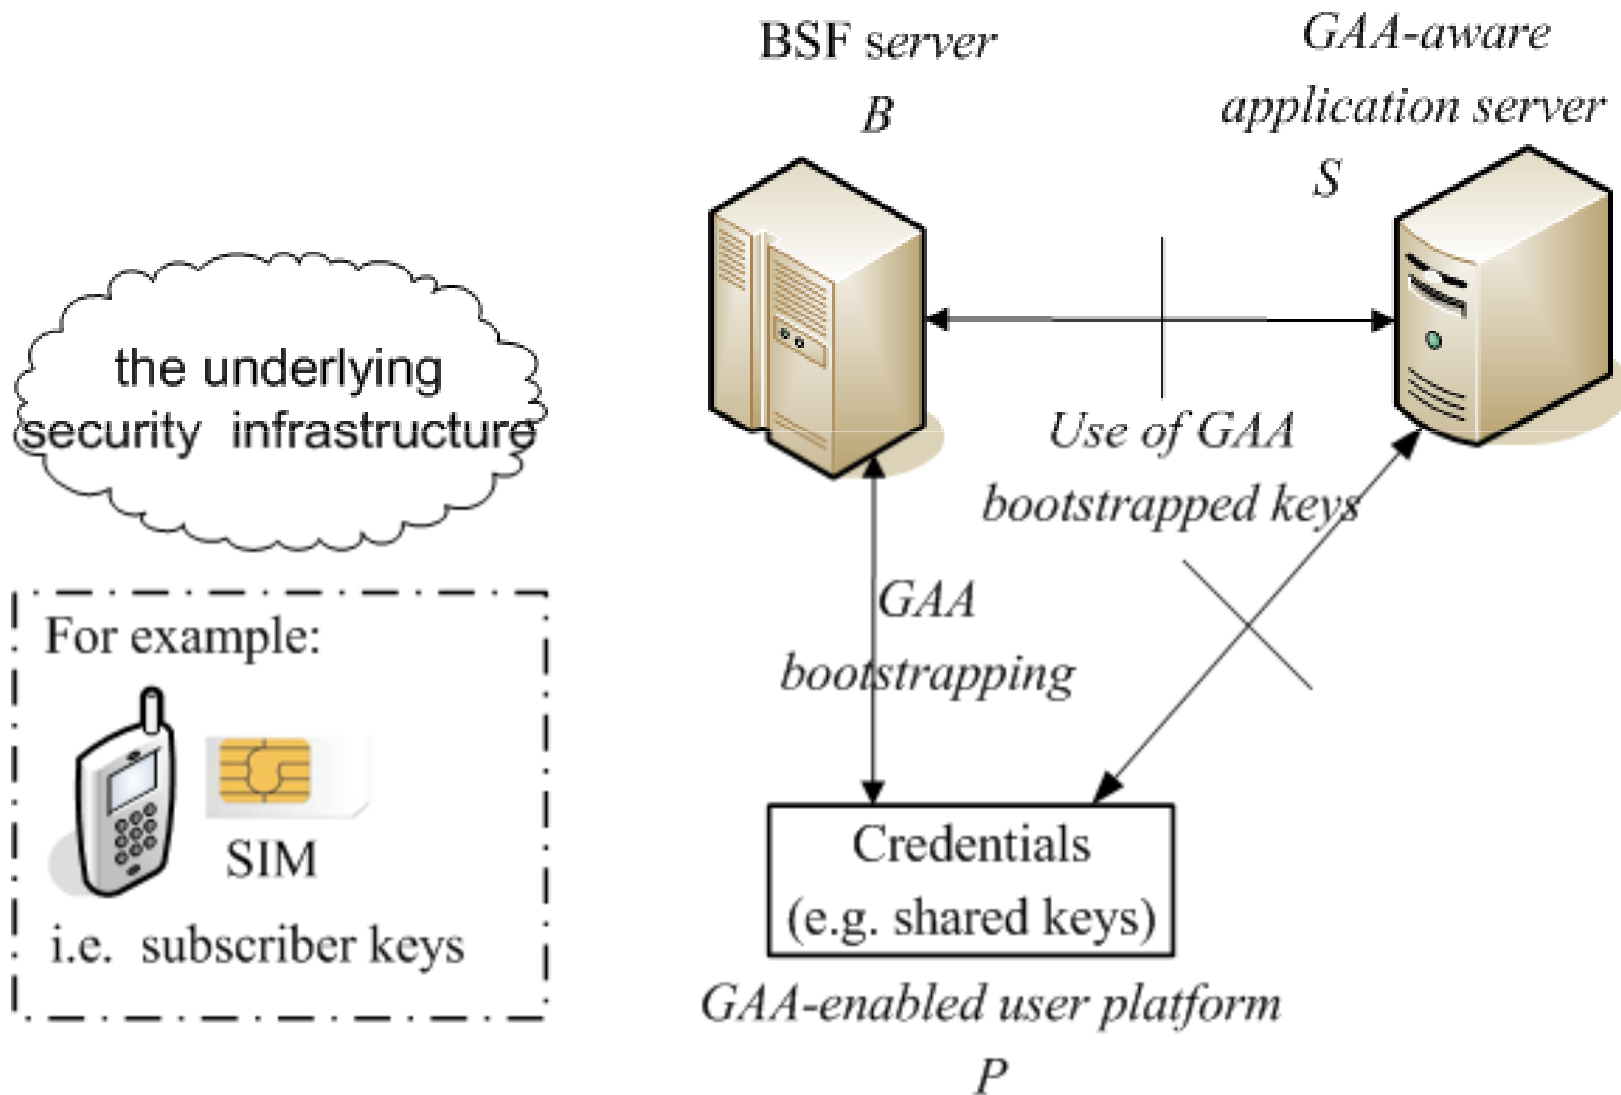 BSF server
B
GAA-aware
application server
S
the underlying
security infrastructure
Use of GAA
bootstrapped keys
GAA
bootstrapping
For example:
SIM
i.e. subscriber keys
Credentials
(e.g. shared keys)
GAA-enabled user platform
P